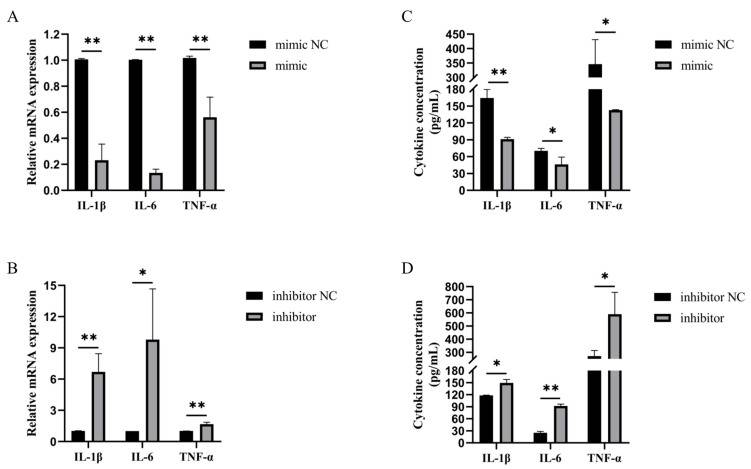 A
Relative mRNA expression
1.2
1.0
0.8
0.6
0.4
0.2
0.0
**
**
**
IL-1β
IL-6
TNF-α
mimic NC
mimic
C
Cytokine concentration
(pg/mL)
450
400
350
300
250
180
150
120
90
60
30
0
**
*
*
IL-1β
IL-6
TNF-α
mimic NC
mimic
B
Relative mRNA expression
15
12
9
6
3
0
**
*
**
IL-1β
IL-6
TNF-α
inhibitor NC
inhibitor
D
Cytokine concentration
(pg/mL)
800
700
600
500
400
300
180
150
120
90
60
30
0
*
**
*
IL-1β
IL-6
TNF-α
inhibitor NC
inhibitor